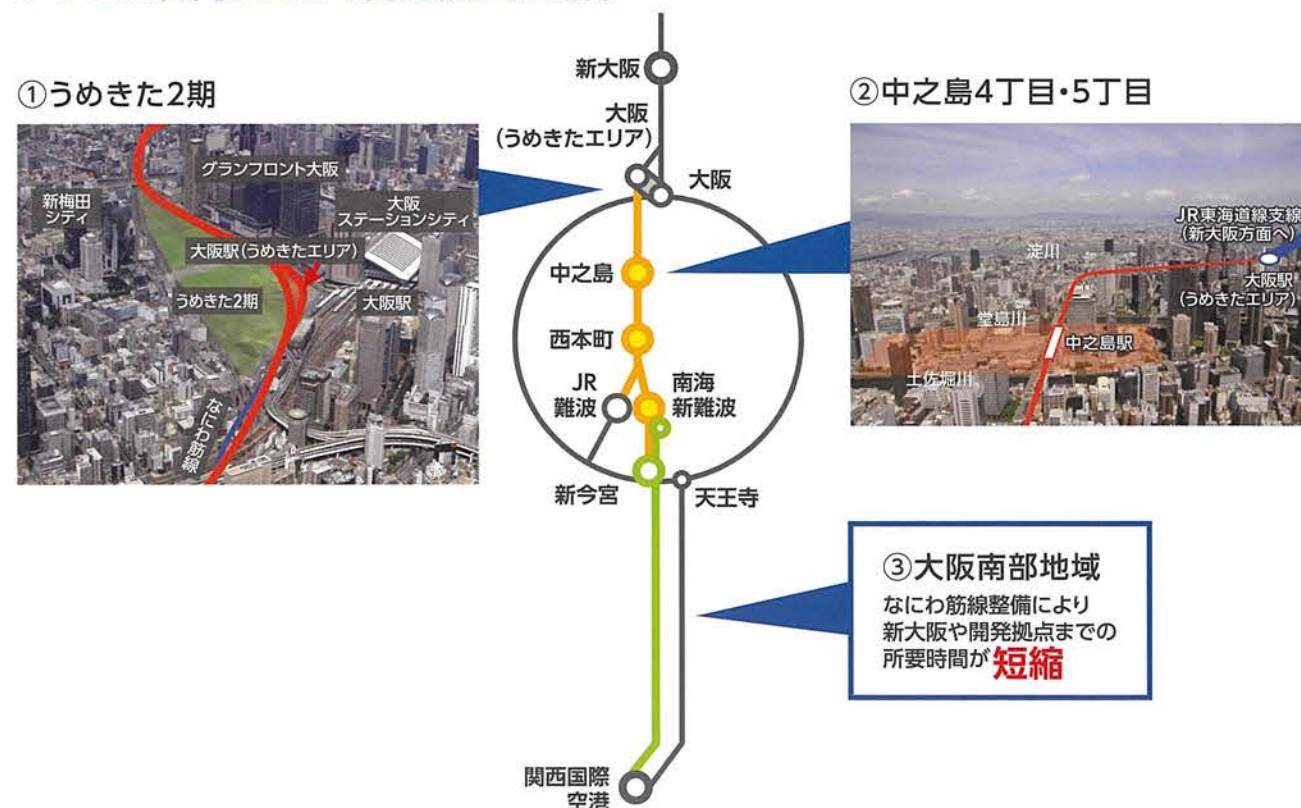 ①うめきた2期
グランフロント大阪
新梅田
シティ
大阪
ステーションシティ
大阪駅(うめきたエリア)
うめきた2期
大阪駅
なにわ筋線
新大阪
大阪
(うめきたエリア)
大阪
中之島
西本町
JR
難波
南海
新難波
新今宮
天王寺
関西国際
空港
②中之島4丁目・5丁目
JR東海道線支線
(新大阪方面へ)
淀川
大阪駅
(うめきたエリア)
堂島川
中之島駅
土佐堀川
③大阪南部地域
なにわ筋線整備により
新大阪や開発拠点までの
所要時間が短縮